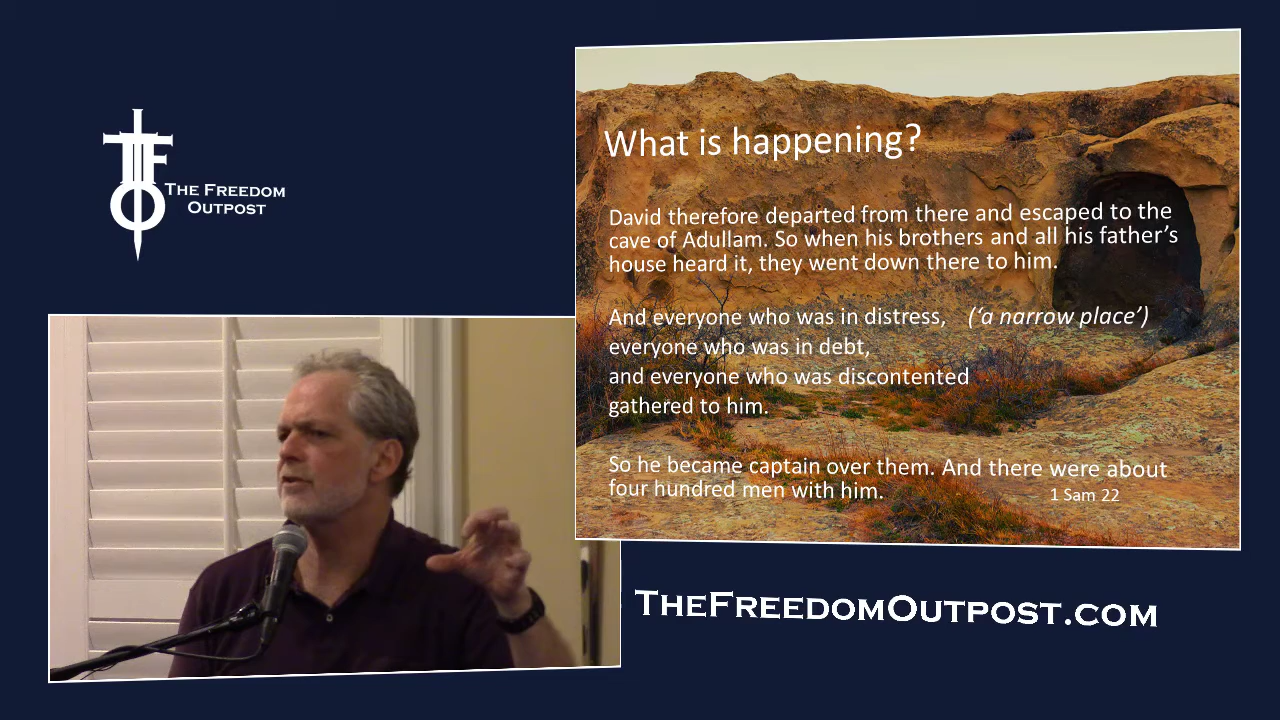 TFO
THE FREEDOM
OUTPOST
What is happening?
David therefore departed from there and escaped to the
cave of Adullam. So when his brothers and all his father’s
house heard it, they went down there to him.
And everyone who was in distress, (‘a narrow place’)
everyone who was in debt,
and everyone who was discontented
gathered to him.
So he became captain over them. And there were about
four hundred men with him. 1 Sam 22
THEFREEDOMOUTPOST.COM